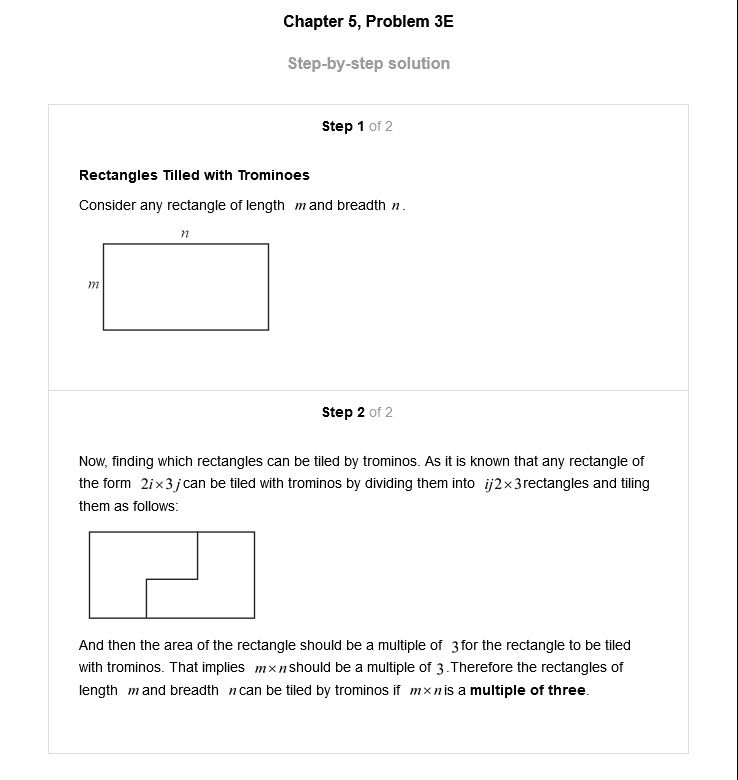 Chapter 5, Problem 3E
Step-by-step solution
Step 1 of 2
Rectangles Tilled with Trominoes
Consider any rectangle of length m and breadth n.
n
m
Step 2 of 2
Now, finding which rectangles can be tiled by trominos. As it is known that any rectangle of
the form 2i×3j can be tiled with trominos by dividing them into ij2×3 rectangles and tiling
them as follows:
And then the area of the rectangle should be a multiple of 3 for the rectangle to be tiled
with trominos. That implies m×n should be a multiple of 3.Therefore the rectangles of
length m and breadth n can be tiled by trominos if m×n is a multiple of three.